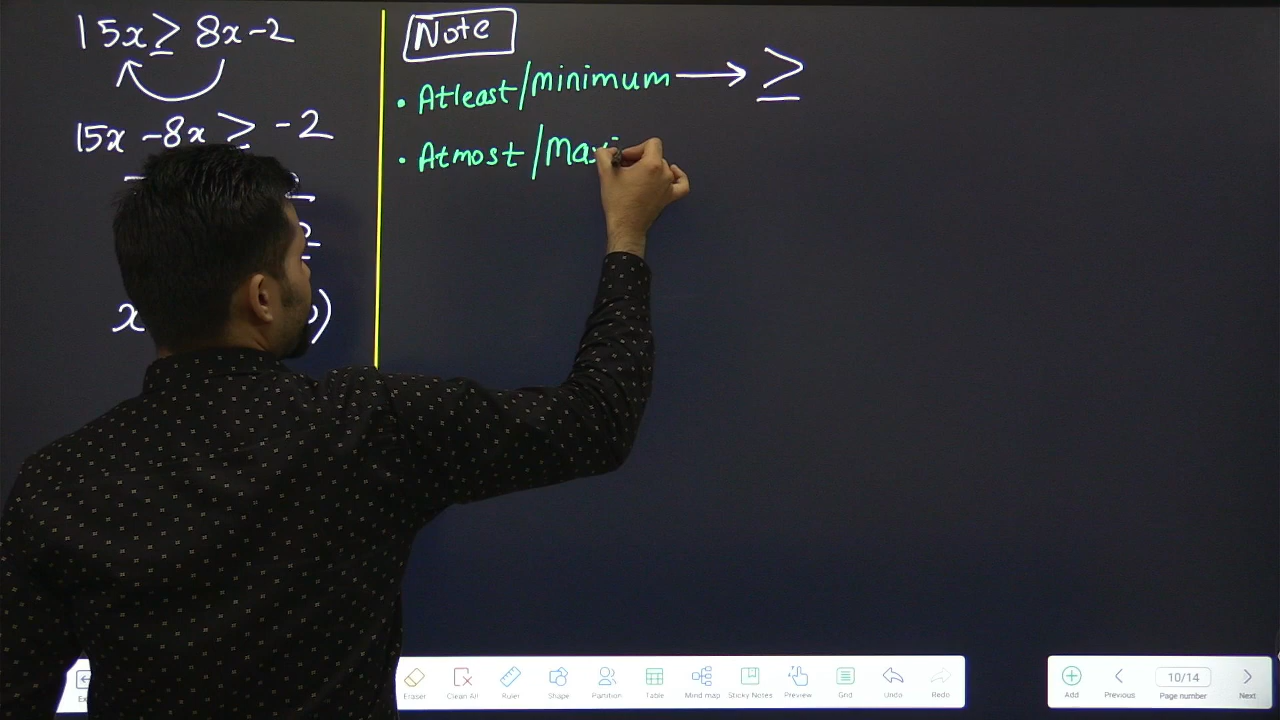 15x ≥ 8x-2
15x -8x ≥ -2
x
Note
• Atleast/minimum → ≥
• Atmost/Maxi
Eraser Clean All Ruler Shape Partition Table Mind map Sticky Notes Preview Grid Undo Redo
Add Previous 10/14 Page number Next